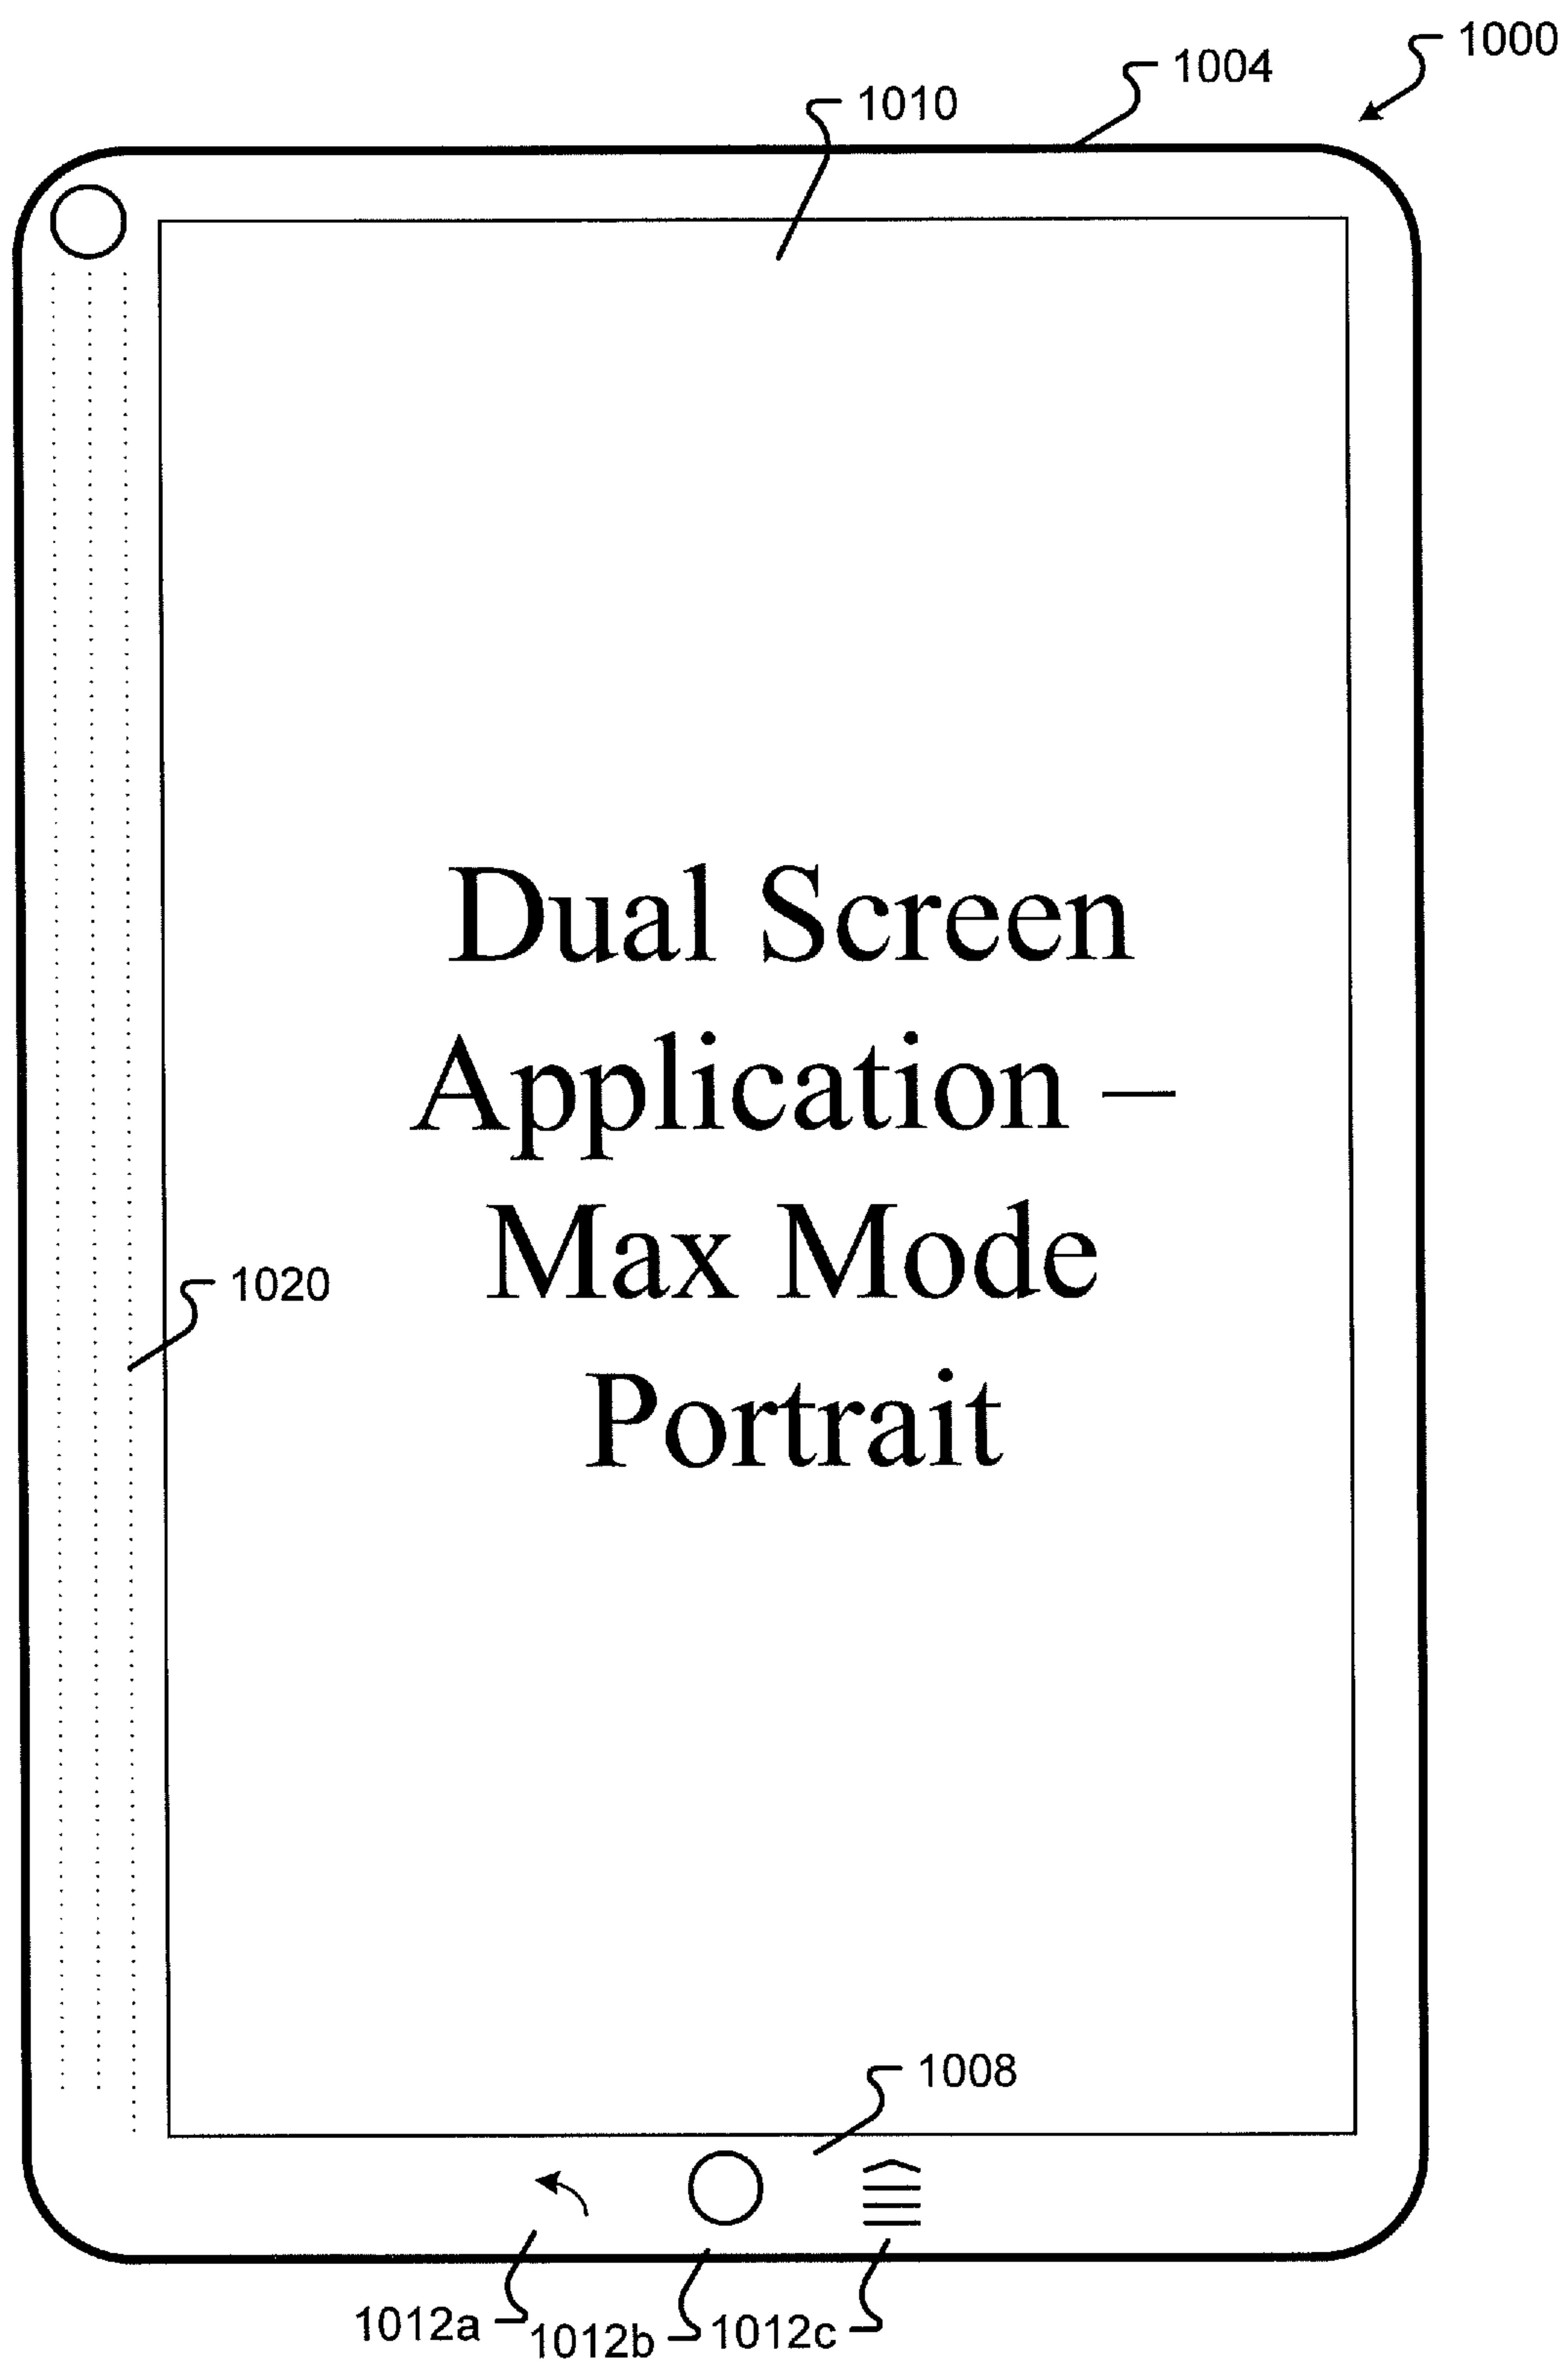 1000
1004
1010
Dual Screen
Application –
Max Mode
Portrait
1020
1008
1012a
1012b
1012c